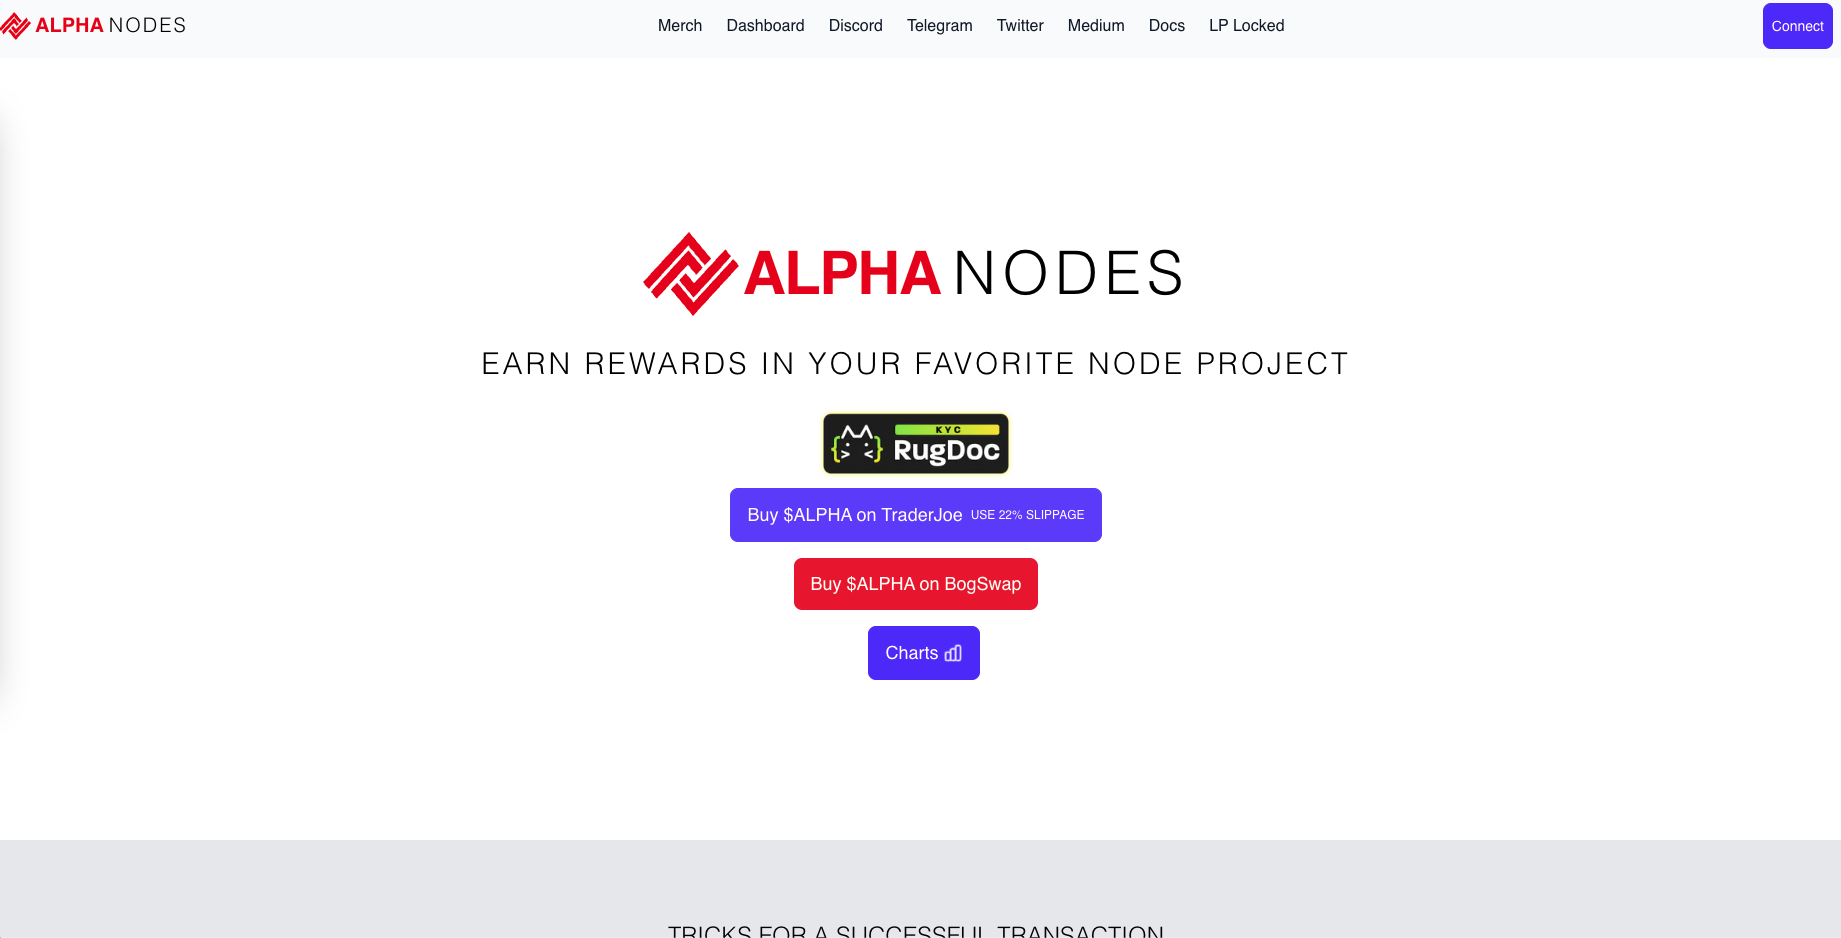 ALPHA NODES
Merch Dashboard Discord Telegram Twitter Medium Docs LP Locked
Connect
ALPHA NODES
EARN REWARDS IN YOUR FAVORITE NODE PROJECT
KYC
RugDoc
Buy $ALPHA on TraderJoe USE 22% SLIPPAGE
Buy $ALPHA on BogSwap
Charts
TRICKS FOR A SUCCESSFUL TRANSACTION